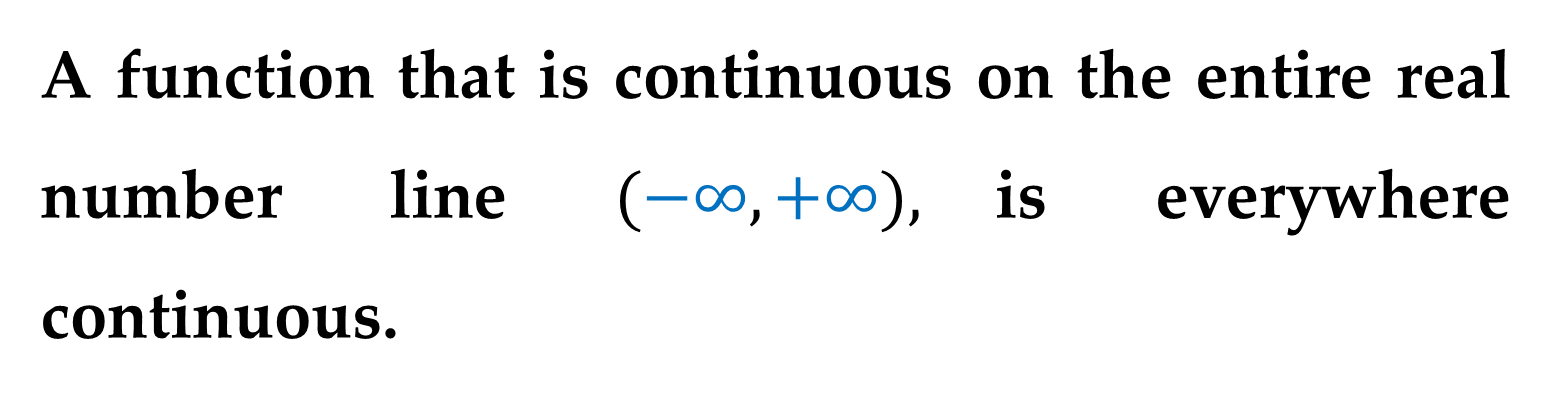 A function that is continuous on the entire real
number line (−∞, +∞), is everywhere
continuous.